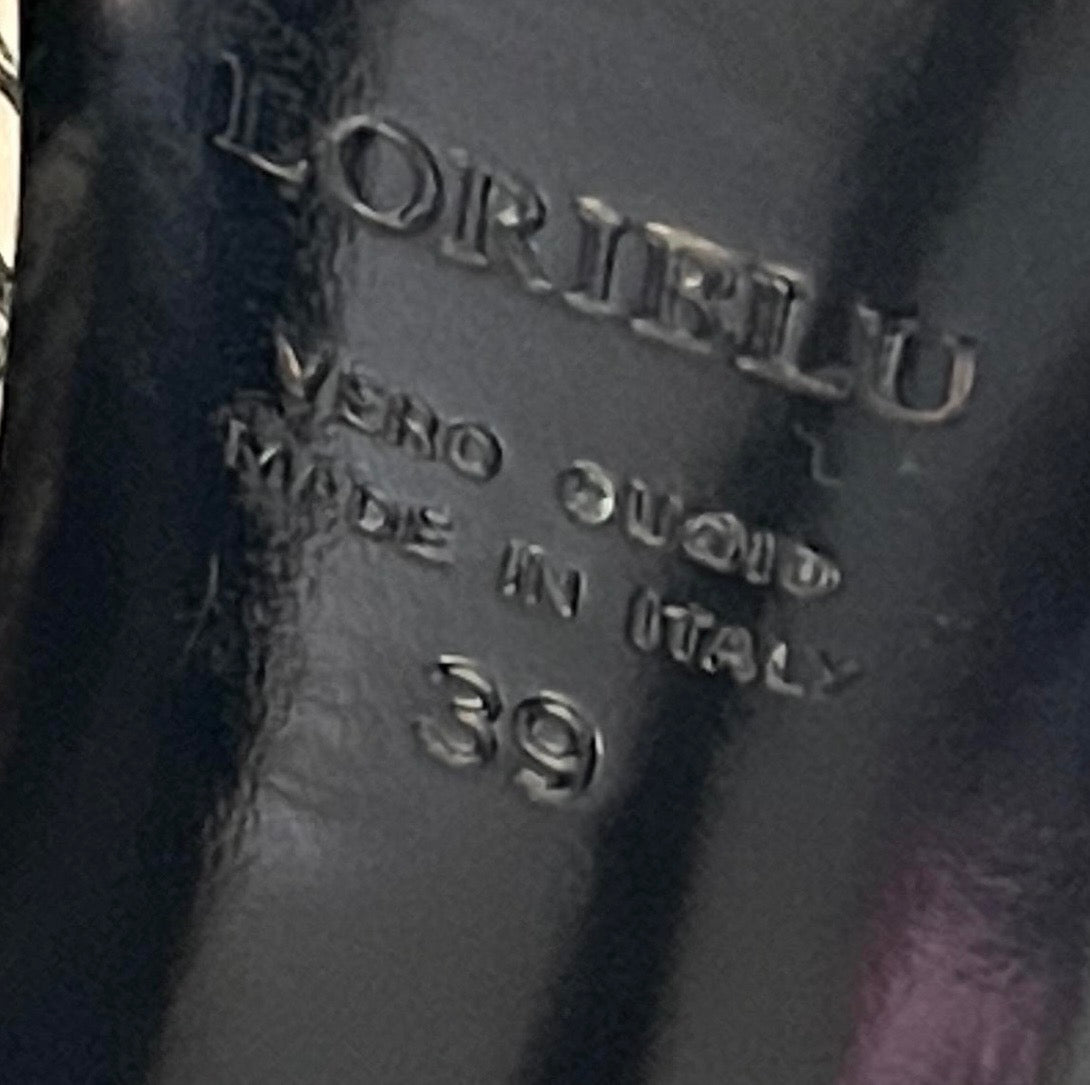 LORIBLU
VERO CUOIO
MADE IN ITALY
39